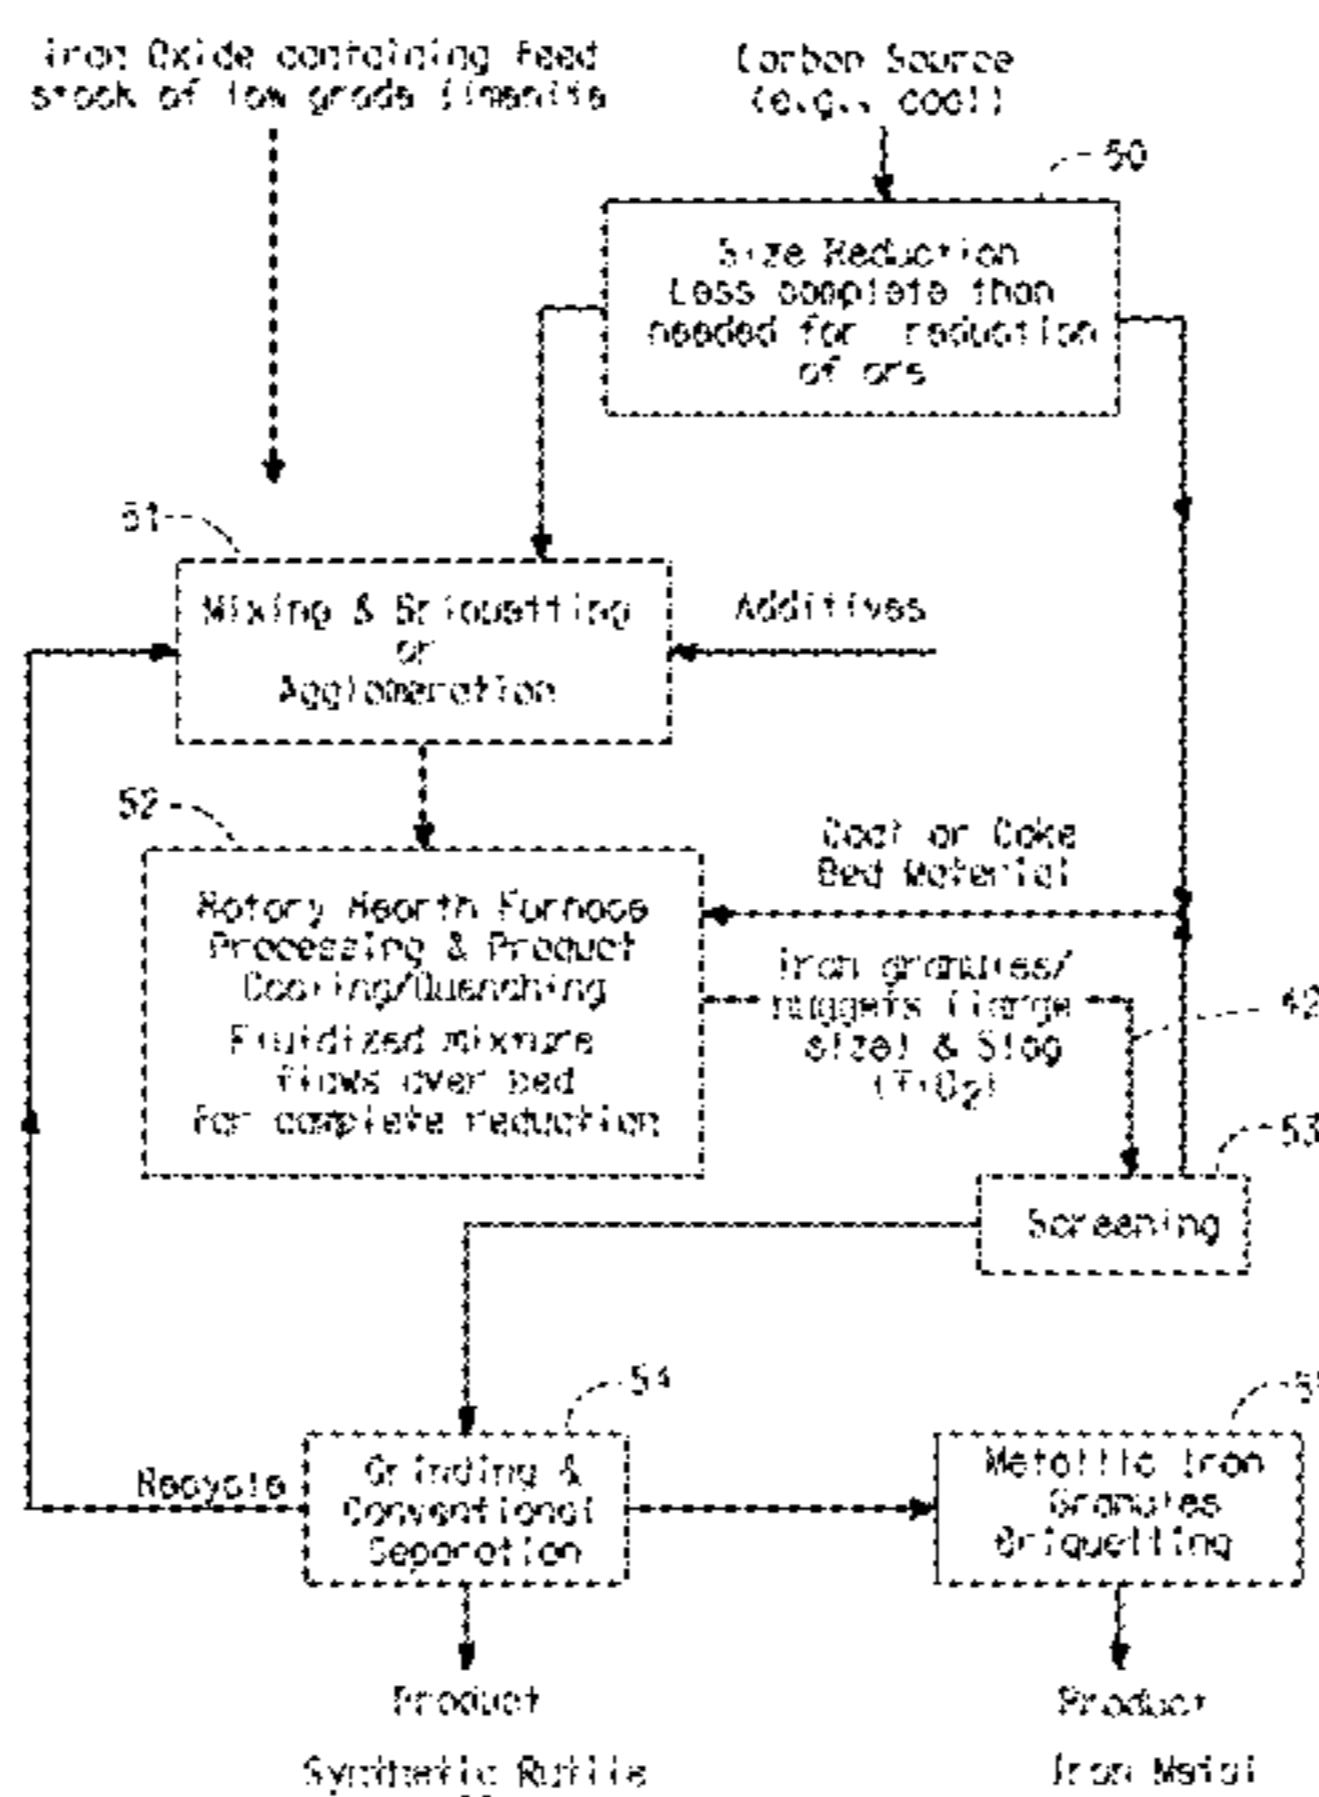 Iron Oxide containing Feed
stock of low grade Ilmenite
Carbon Source
(e.g., coal)
50
Size Reduction
Less complete than
needed for reduction
of ore
51
Mixing & Briquetting
or
Agglomeration
Additives
52
Rotary Hearth Furnace
Processing & Product
Cooling/Quenching
Fluidized mixture
flows over bed
For complete reduction
Coal or Coke
Bed Material
iron granules/
nuggets (large
size) & Slag
(TiO2)
62
53
Screening
54
Grinding &
Conventional
Separation
Recycle
Metallic Iron
Granules
Briquetting
Product
Synthetic Rutile
Product
Iron Metal